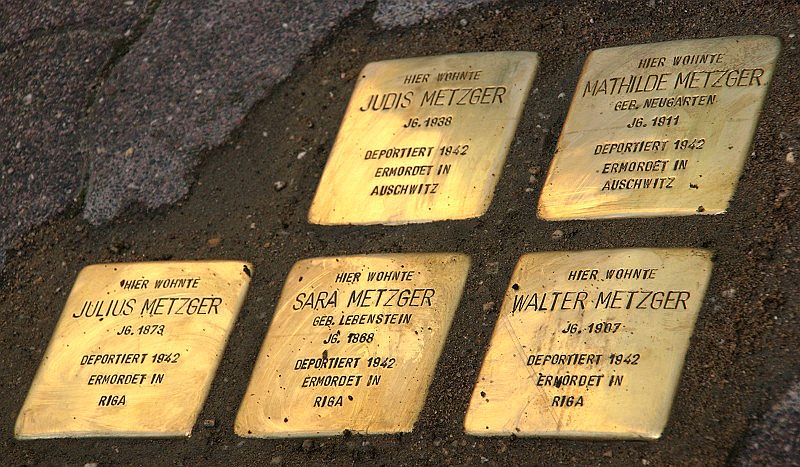 HIER WOHNTE
JUDIS METZGER
JG. 1938
DEPORTIERT 1942
ERMORDET IN
AUSCHWITZ
HIER WOHNTE
MATHILDE METZGER
GEB. NEUGARTEN
JG. 1911
DEPORTIERT 1942
ERMORDET IN
AUSCHWITZ
HIER WOHNTE
JULIUS METZGER
JG. 1873
DEPORTIERT 1942
ERMORDET IN
RIGA
HIER WOHNTE
SARA METZGER
GEB. LEBENSTEIN
JG. 1868
DEPORTIERT 1942
ERMORDET IN
RIGA
HIER WOHNTE
WALTER METZGER
JG. 1907
DEPORTIERT 1942
ERMORDET IN
RIGA